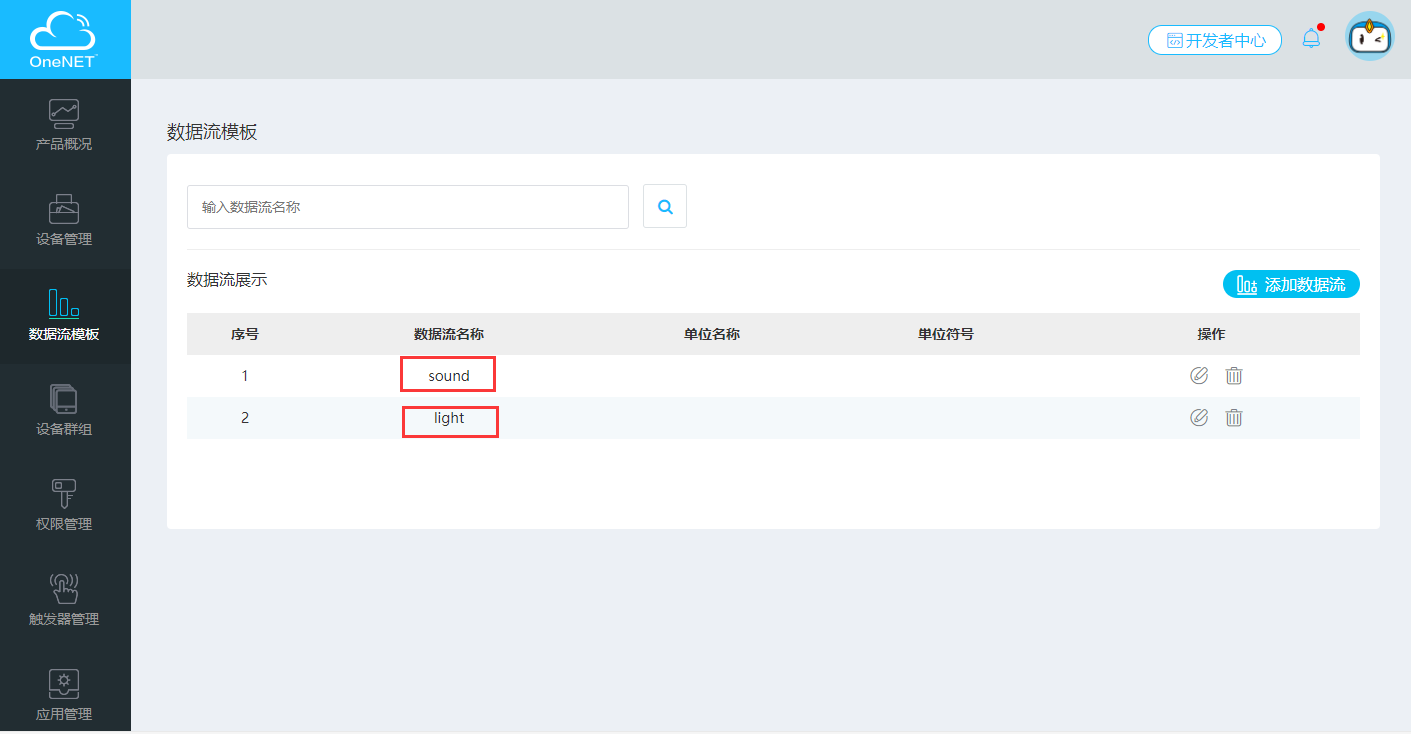 OneNET
开发者中心
产品概况
设备管理
数据流模板
设备群组
权限管理
触发器管理
应用管理
数据流模板
输入数据流名称
数据流展示
添加数据流
序号 数据流名称 单位名称 单位符号 操作
1 sound
2 light